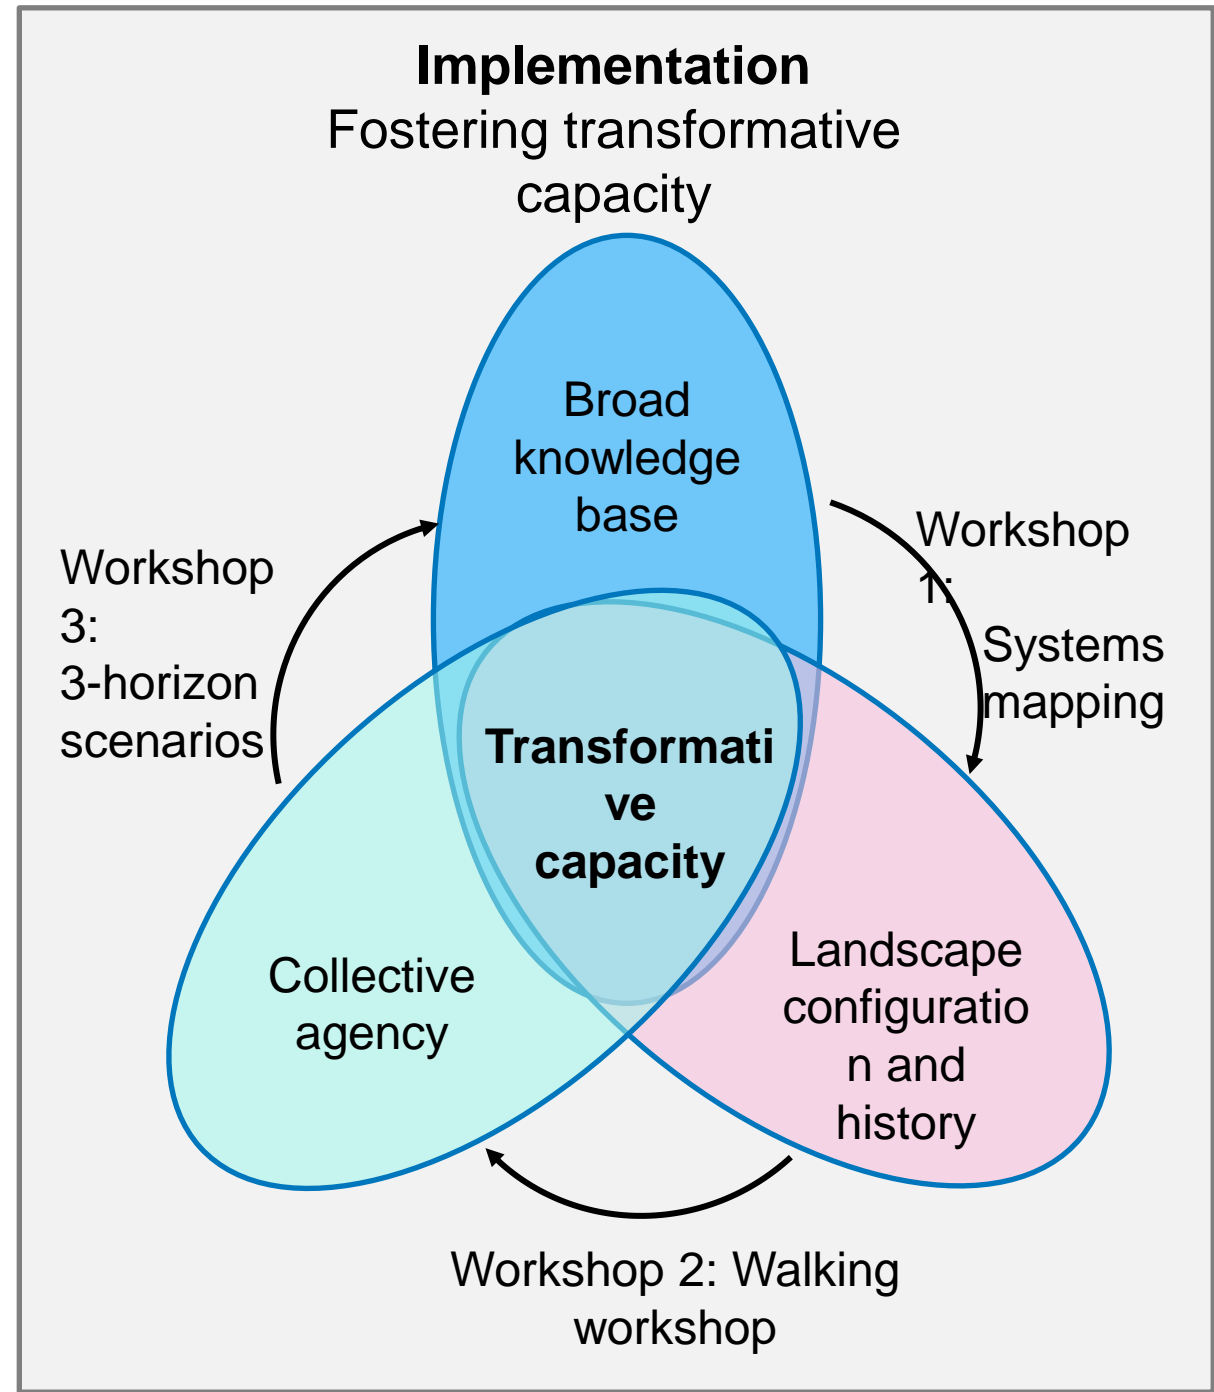 Implementation
Fostering transformative
capacity
Broad
knowledge
base
Workshop
1:
Systems
mapping
Workshop
3:
3-horizon
scenarios
Transformati
ve
capacity
Collective
agency
Landscape
configuratio
n and
history
Workshop 2: Walking
workshop